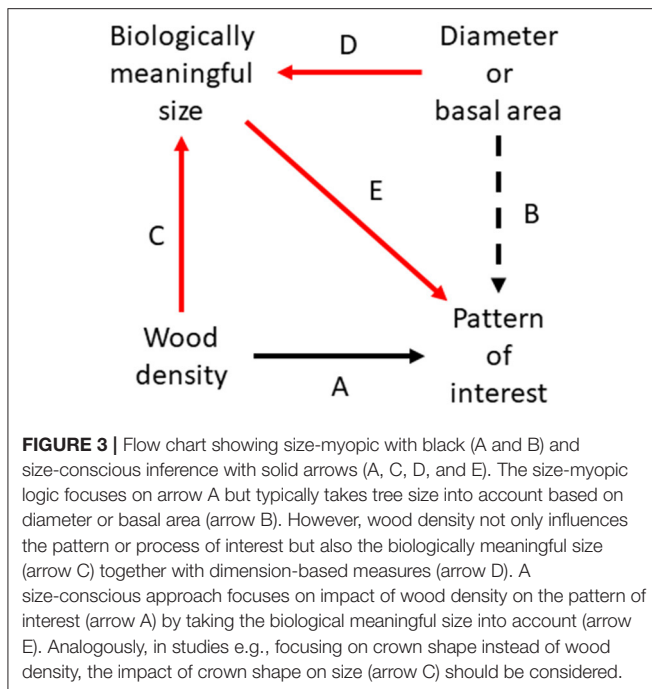 Biologically
meaningful
size
D
Diameter
or
basal area
C
E
B
Wood
density
A
Pattern
of
interest
FIGURE 3 | Flow chart showing size-myopic with black (A and B) and
size-conscious inference with solid arrows (A, C, D, and E). The size-myopic
logic focuses on arrow A but typically takes tree size into account based on
diameter or basal area (arrow B). However, wood density not only influences
the pattern or process of interest but also the biologically meaningful size
(arrow C) together with dimension-based measures (arrow D). A
size-conscious approach focuses on impact of wood density on the pattern of
interest (arrow A) by taking the biological meaningful size into account (arrow
E). Analogously, in studies e.g., focusing on crown shape instead of wood
density, the impact of crown shape on size (arrow C) should be considered.